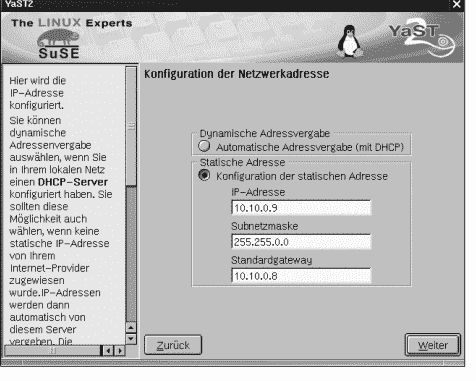 YaST2
The LINUX Experts
SuSE
YaST
2
Hier wird die
IP-Adresse
konfiguriert.
Sie können
dynamische
Adressenvergabe
auswählen, wenn Sie
in Ihrem lokalen Netz
einen DHCP-Server
konfiguriert haben. Sie
sollten diese
Möglichkeit auch
wählen, wenn keine
statische IP-Adresse
von Ihrem
Internet-Provider
zugewiesen
wurde.IP-Adressen
werden dann
automatisch von
diesem Server
vergeben. Die
Konfiguration der Netzwerkadresse
Dynamische Adressvergabe
Automatische Adressvergabe (mit DHCP)
Statische Adresse
Konfiguration der statischen Adresse
IP-Adresse
10.10.0.9
Subnetzmaske
255.255.0.0
Standardgateway
10.10.0.8
Zurück
Weiter